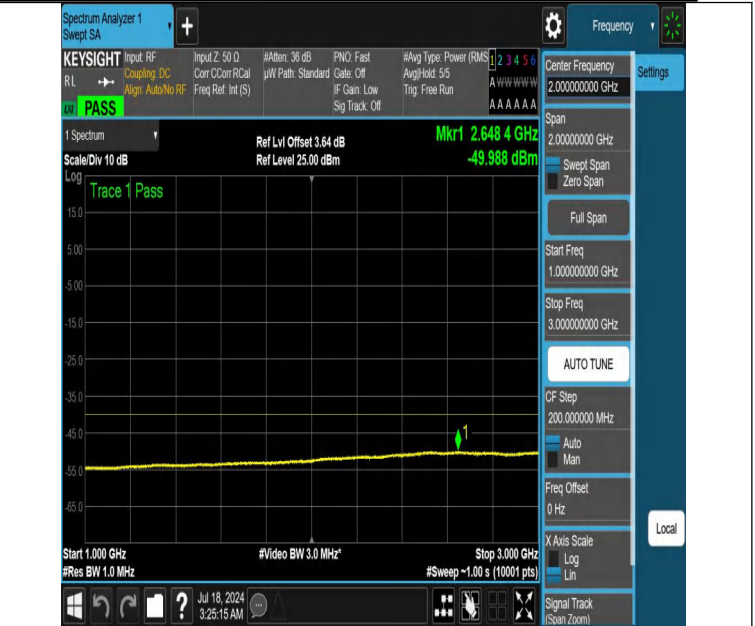 Spectrum Analyzer 1
Swept SA
Frequency
KEYSIGHT
RL
PASS
Input: RF
Coupling: DC
Align: Auto/No RF
Input Z: 50 Ω
Corr CCorr RCal
Freq Ref: Int (S)
#Atten: 36 dB
µW Path: Standard
PNO: Fast
Gate: Off
IF Gain: Low
Sig Track: Off
#Avg Type: Power (RMS
Avg|Hold: 5/5
Trig: Free Run
1 2 3 4 5 6
A W W W W W
A A A A A A
1 Spectrum
Scale/Div 10 dB
Ref Lvl Offset 3.64 dB
Ref Level 25.00 dBm
Mkr1 2.648 4 GHz
-49.988 dBm
Log
Trace 1 Pass
15.0
5.00
-5.00
-15.0
-25.0
-35.0
-45.0
-55.0
-65.0
1
Start 1.000 GHz
#Res BW 1.0 MHz
#Video BW 3.0 MHz*
Stop 3.000 GHz
#Sweep ~1.00 s (10001 pts)
Jul 18, 2024
3:25:15 AM
Center Frequency
2.00000000 GHz
Settings
Span
2.00000000 GHz
Swept Span
Zero Span
Full Span
Start Freq
1.000000000 GHz
Stop Freq
3.000000000 GHz
AUTO TUNE
CF Step
200.000000 MHz
Auto
Man
Freq Offset
0 Hz
X Axis Scale
Log
Lin
Local
Signal Track
(Span Zoom)